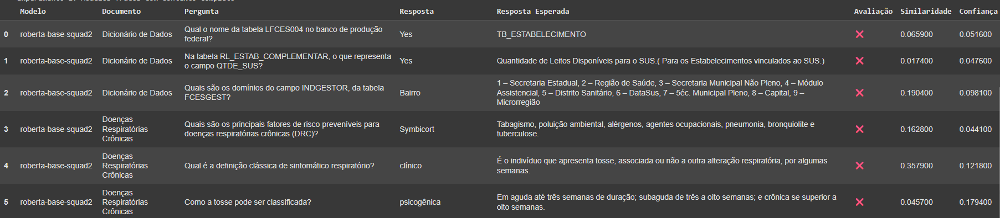 Modelo Documento Pergunta Resposta Resposta Esperada Avaliação Similaridade Confiança
0 roberta-base-squad2 Dicionário de Dados Qual o nome da tabela LFCES004 no banco de produção
federal? Yes TB_ESTABELECIMENTO ❌ 0.065900 0.051600
1 roberta-base-squad2 Dicionário de Dados Na tabela RL_ESTAB_COMPLEMENTAR, o que representa
o campo QTDE_SUS? Yes Quantidade de Leitos Disponíveis para o SUS.( Para os Estabelecimentos vinculados ao SUS.) ❌ 0.017400 0.047600
2 roberta-base-squad2 Dicionário de Dados Quais são os domínios do campo INDGESTOR, da tabela
FCESGEST? Bairro 1 – Secretaria Estadual, 2 – Região de Saúde, 3 – Secretaria Municipal Não Pleno, 4 – Módulo
Assistencial, 5 – Distrito Sanitário, 6 – DataSus, 7 – 5éc. Municipal Pleno, 8 – Capital, 9 –
Microrregião ❌ 0.190400 0.098100
3 roberta-base-squad2 Doenças
Respiratórias
Crônicas Quais são os principais fatores de risco preveníveis para
doenças respiratórias crônicas (DRC)? Symbicort Tabagismo, poluição ambiental, alérgenos, agentes ocupacionais, pneumonia, bronquiolite e
tuberculose. ❌ 0.162800 0.044100
4 roberta-base-squad2 Doenças
Respiratórias
Crônicas Qual é a definição clássica de sintomático respiratório? clínico É o indivíduo que apresenta tosse, associada ou não a outra alteração respiratória, por algumas
semanas. ❌ 0.357900 0.121800
5 roberta-base-squad2 Doenças
Respiratórias
Crônicas Como a tosse pode ser classificada? psicogênica Em aguda até três semanas de duração; subaguda de três a oito semanas; e crônica se superior a
oito semanas. ❌ 0.045700 0.179400